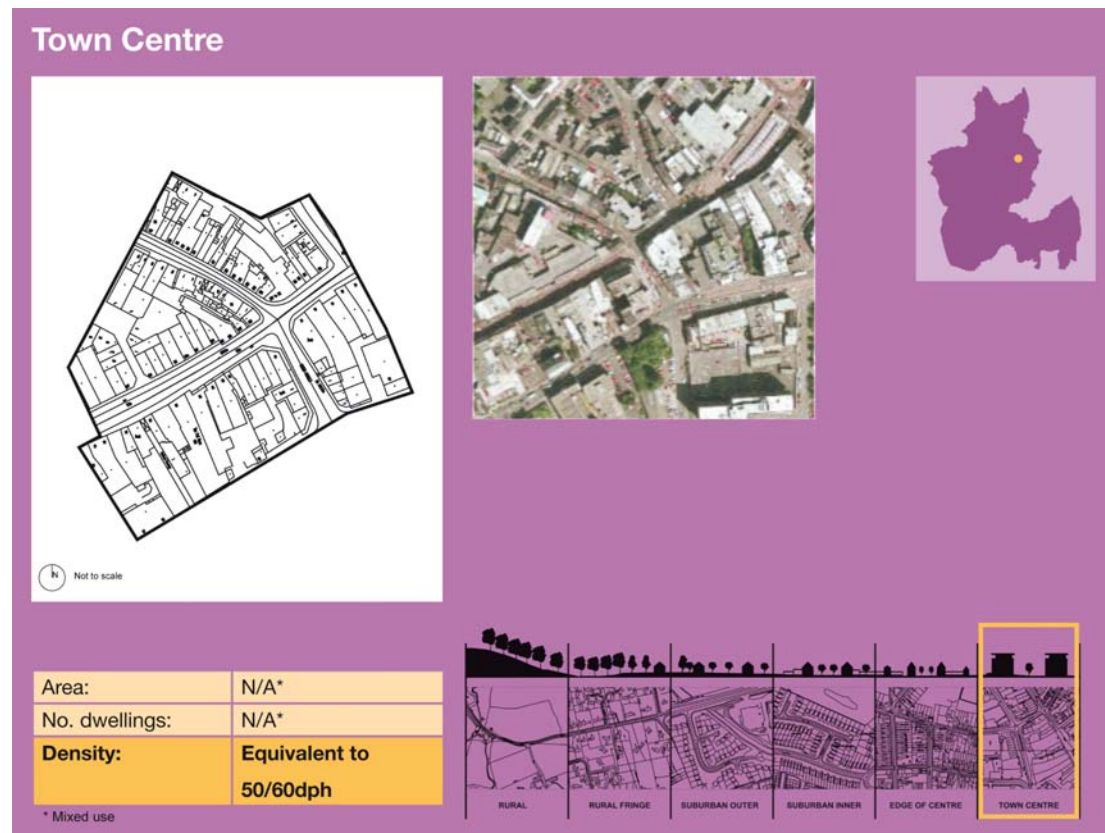 Town Centre
N
Not to scale
Area: N/A*
No. dwellings: N/A*
Density: Equivalent to
50/60dph
* Mixed use
RURAL
RURAL FRINGE
SUBURBAN OUTER
SUBURBAN INNER
EDGE OF CENTRE
TOWN CENTRE